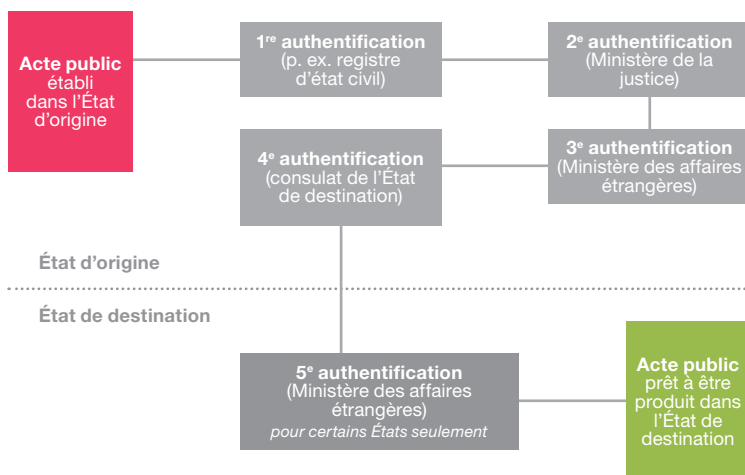 Acte public
établi
dans l’État
d’origine
1re authentification
(p. ex. registre
d’état civil)
2e authentification
(Ministère de la
justice)
3e authentification
(Ministère des affaires
étrangères)
4e authentification
(consulat de l’État
de destination)
État d’origine
État de destination
5e authentification
(Ministère des affaires
étrangères)
pour certains États seulement
Acte public
prêt à être
produit dans
l’État de
destination